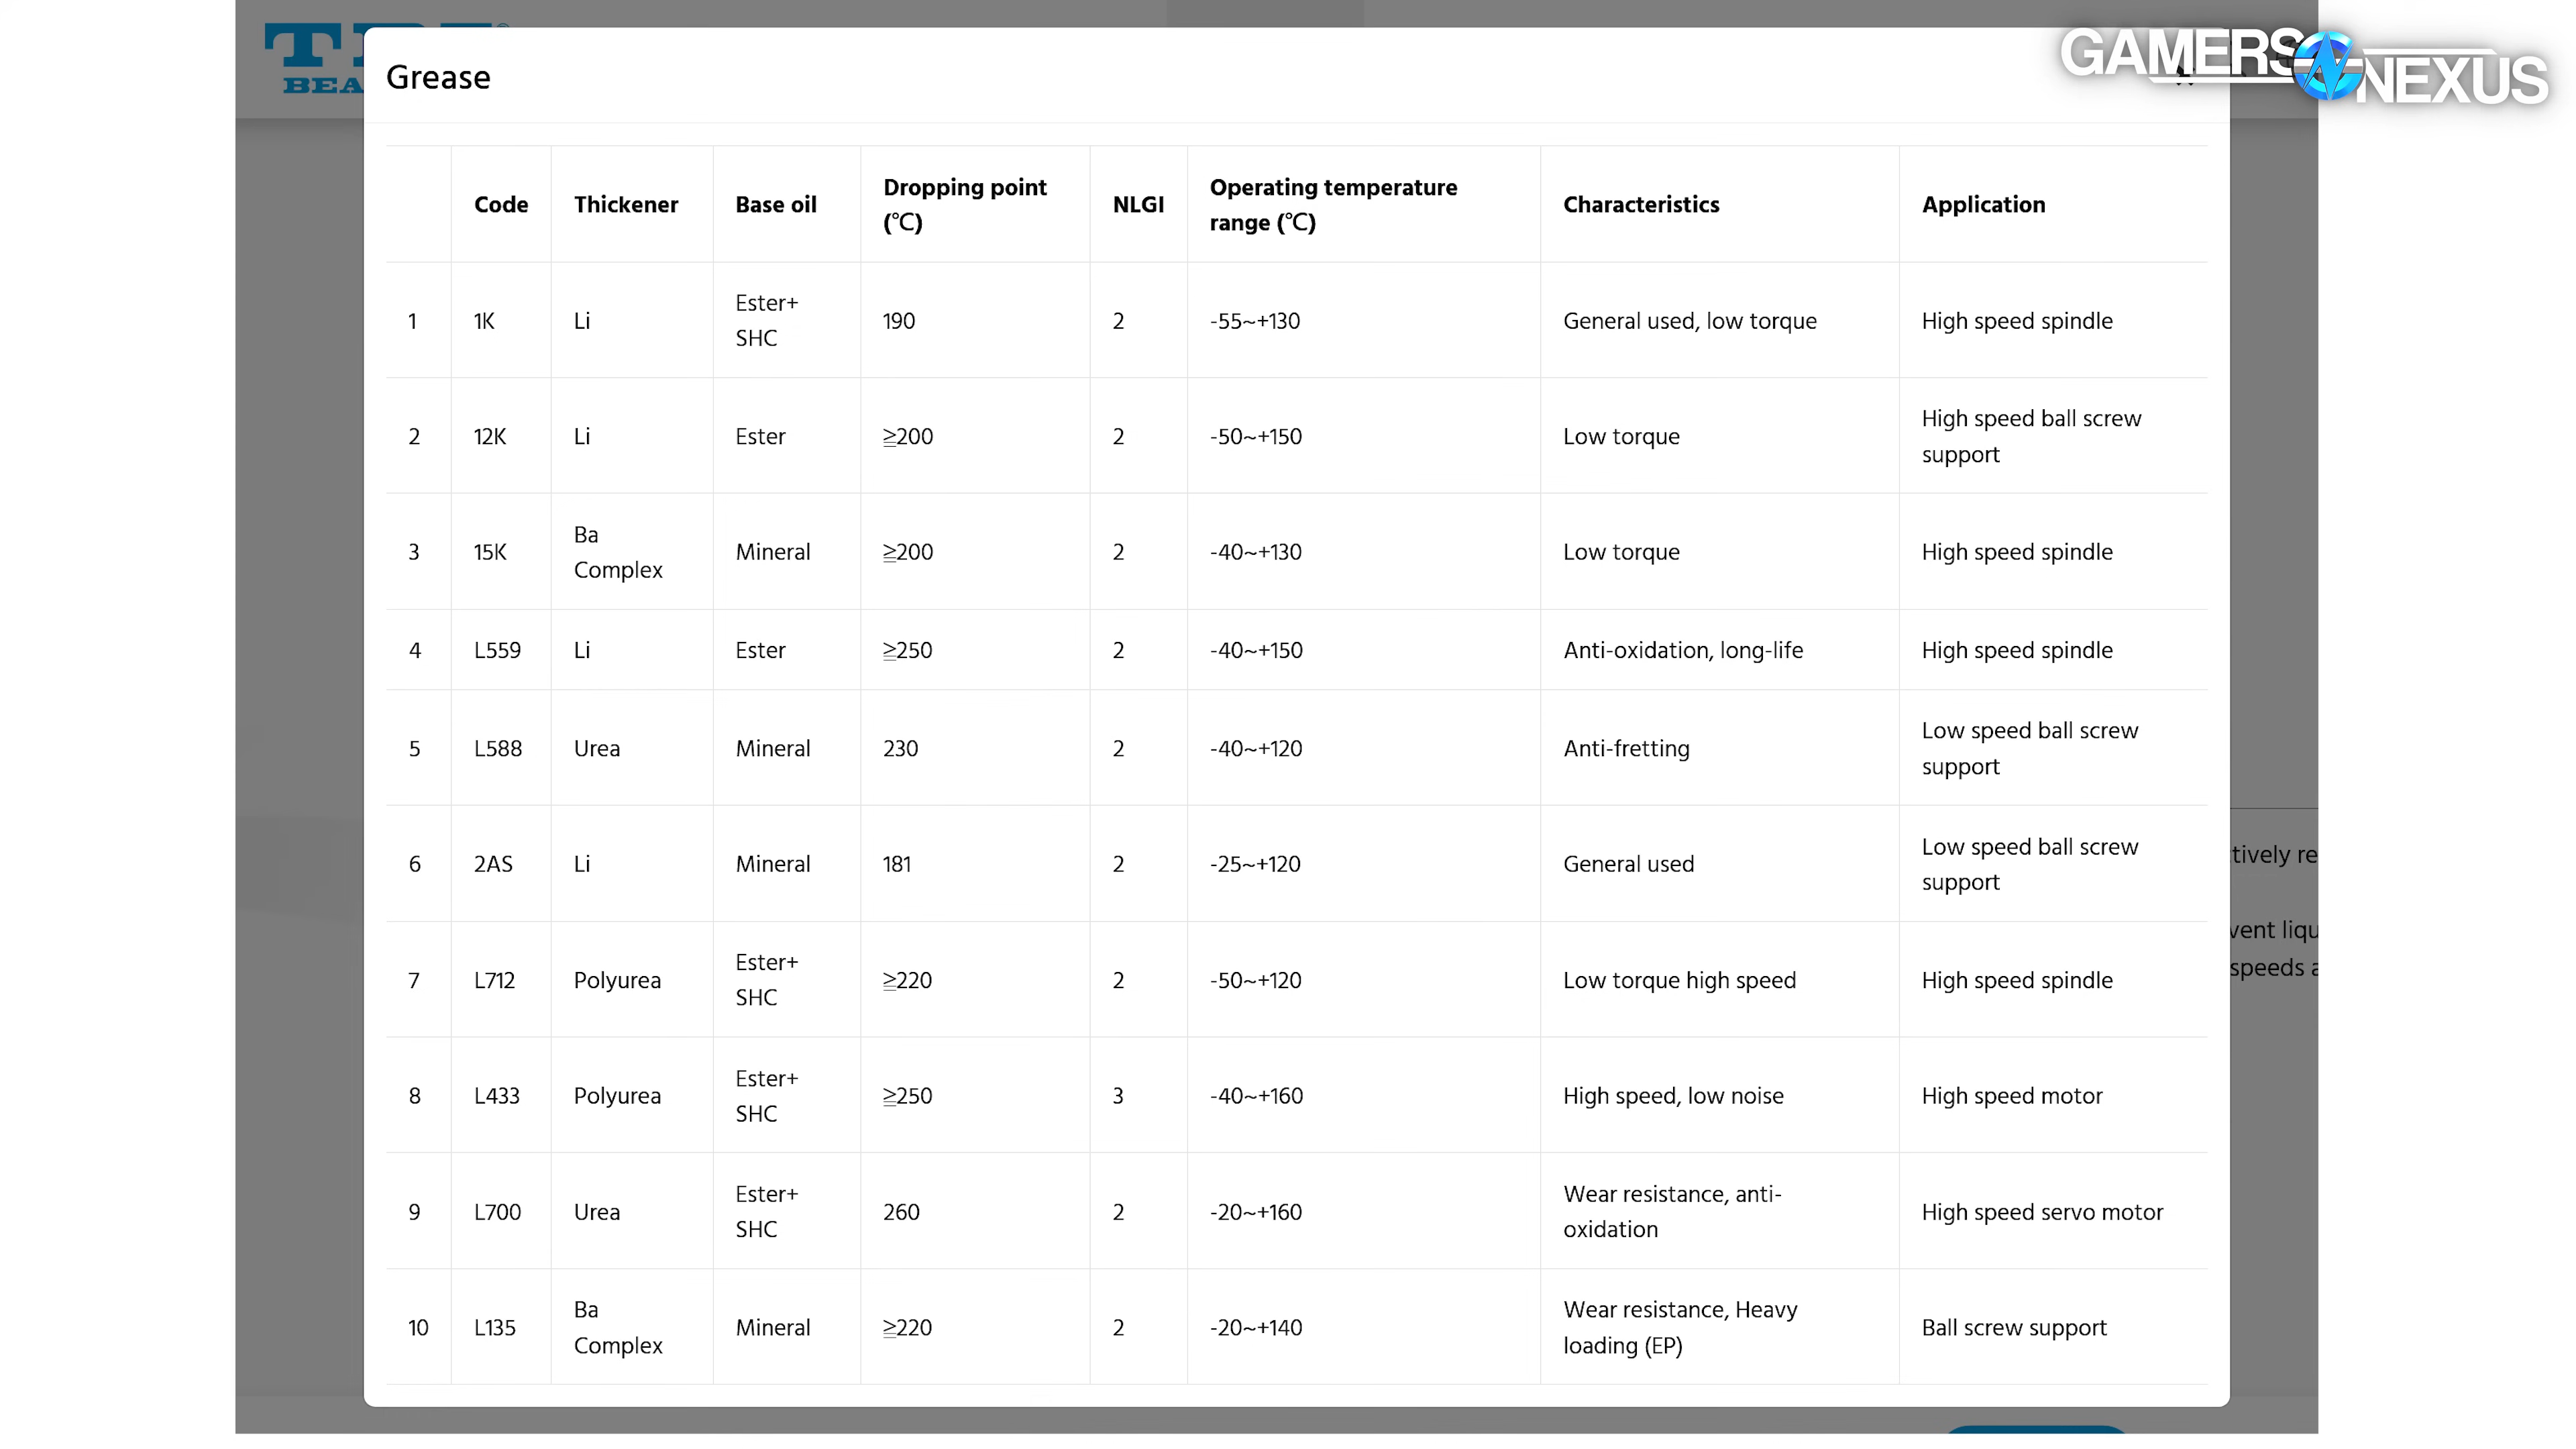 GAMERS NEXUS
BEA
Grease
Code Thickener Base oil Dropping point (℃) NLGI Operating temperature range (℃) Characteristics Application
1 1K Li Ester+ SHC 190 2 -55~+130 General used, low torque High speed spindle
2 12K Li Ester ≧200 2 -50~+150 Low torque High speed ball screw support
3 15K Ba Complex Mineral ≧200 2 -40~+130 Low torque High speed spindle
4 L559 Li Ester ≧250 2 -40~+150 Anti-oxidation, long-life High speed spindle
5 L588 Urea Mineral 230 2 -40~+120 Anti-fretting Low speed ball screw support
6 2AS Li Mineral 181 2 -25~+120 General used Low speed ball screw support
7 L712 Polyurea Ester+ SHC ≧220 2 -50~+120 Low torque high speed High speed spindle
8 L433 Polyurea Ester+ SHC ≧250 3 -40~+160 High speed, low noise High speed motor
9 L700 Urea Ester+ SHC 260 2 -20~+160 Wear resistance, anti-oxidation High speed servo motor
10 L135 Ba Complex Mineral ≧220 2 -20~+140 Wear resistance, Heavy loading (EP) Ball screw support
tively re
vent liqu
speeds a